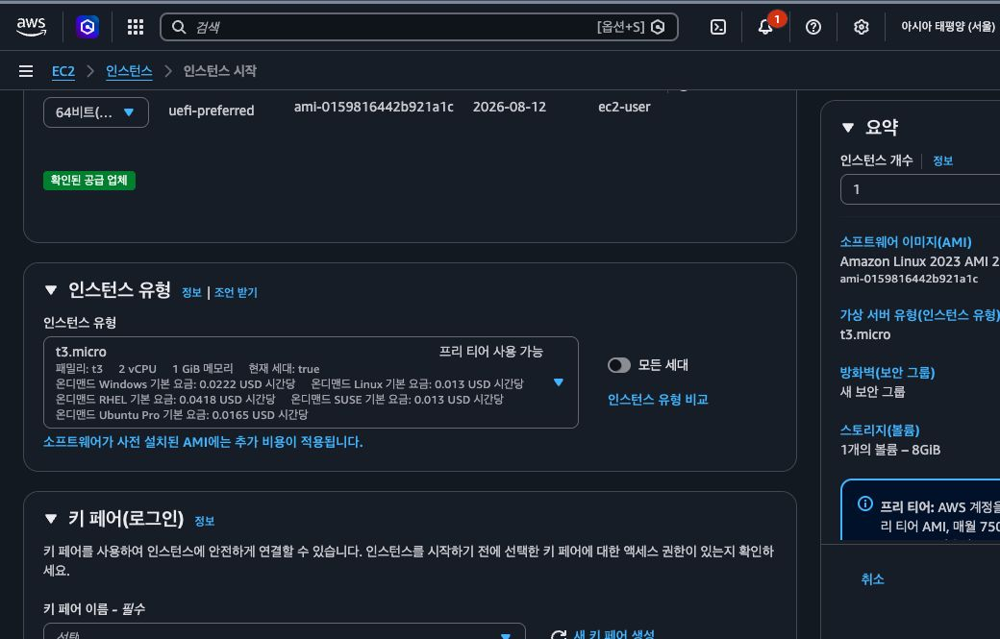 aws
검색
[옵션+S]
1
아시아 태평양 (서울)
EC2
인스턴스
인스턴스 시작
64비트(...
uefi-preferred
ami-0159816442b921a1c
2026-08-12
ec2-user
확인된 공급 업체
인스턴스 유형
정보 | 조언 받기
인스턴스 유형
t3.micro
프리 티어 사용 가능
패밀리: t3 2 vCPU 1 GiB 메모리 현재 세대: true
온디맨드 Windows 기본 요금: 0.0222 USD 시간당 온디맨드 Linux 기본 요금: 0.013 USD 시간당
온디맨드 RHEL 기본 요금: 0.0418 USD 시간당 온디맨드 SUSE 기본 요금: 0.013 USD 시간당
온디맨드 Ubuntu Pro 기본 요금: 0.0165 USD 시간당
모든 세대
인스턴스 유형 비교
소프트웨어가 사전 설치된 AMI에는 추가 비용이 적용됩니다.
키 페어(로그인)
정보
키 페어를 사용하여 인스턴스에 안전하게 연결할 수 있습니다. 인스턴스를 시작하기 전에 선택한 키 페어에 대한 액세스 권한이 있는지 확인하
세요.
키 페어 이름 - 필수
선택
새 키 페어 생성
요약
인스턴스 개수
정보
1
소프트웨어 이미지(AMI)
Amazon Linux 2023 AMI 2
ami-0159816442b921a1c
가상 서버 유형(인스턴스 유형)
t3.micro
방화벽(보안 그룹)
새 보안 그룹
스토리지(볼륨)
1개의 볼륨 – 8GiB
프리 티어: AWS 계정을
리 티어 AMI, 매월 750
취소